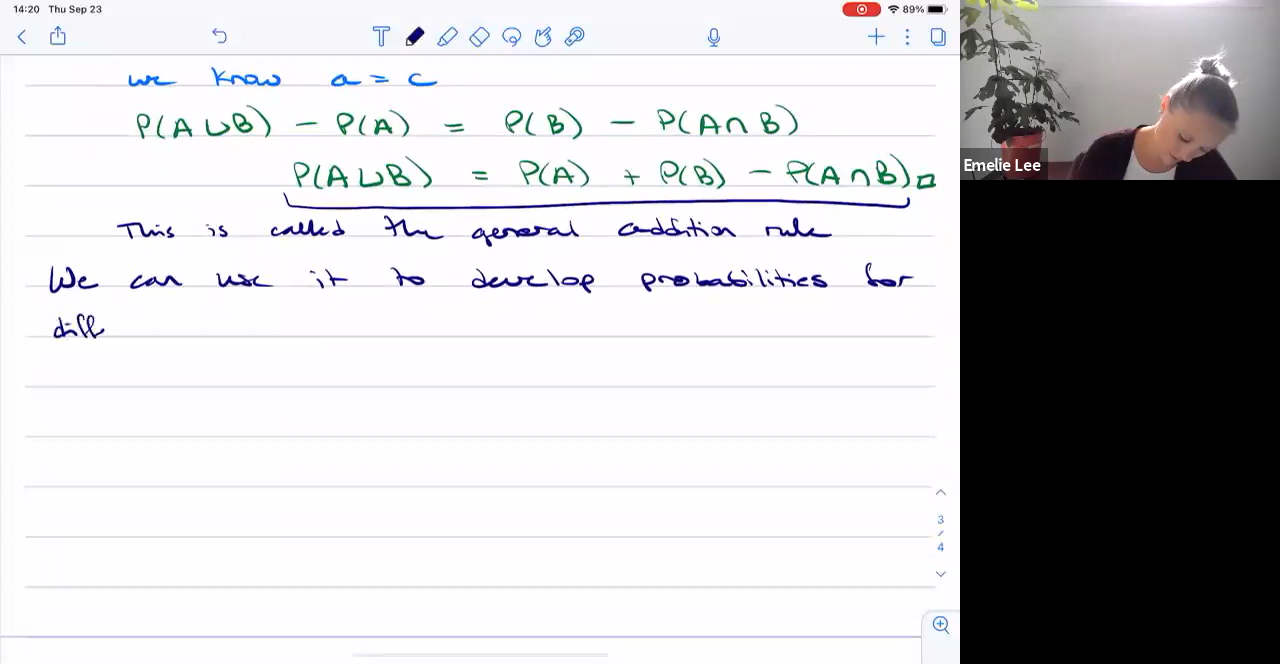 14:20 Thu Sep 23
89%
we know a = c
P(A ∪ B) − P(A) = P(B) − P(A ∩ B)
P(A ∪ B) = P(A) + P(B) − P(A ∩ B) □
This is called the general addition rule
We can use it to develop probabilities for
diff
3
/
4
Emelie Lee